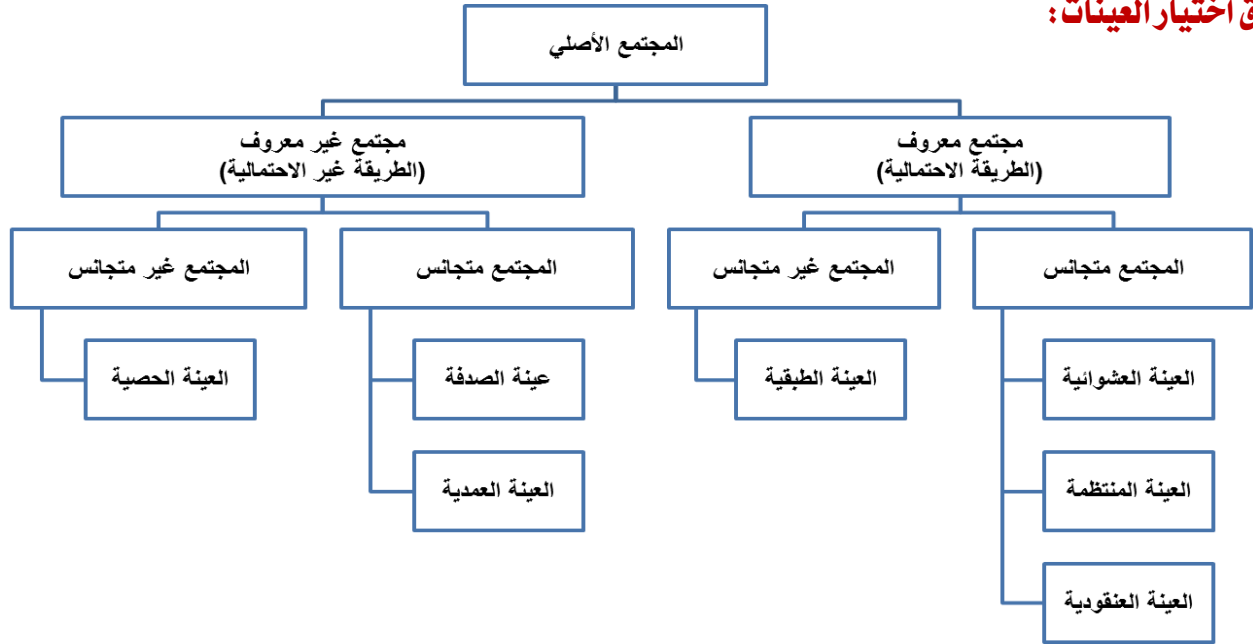 اختيار العينات:
المجتمع الأصلي
مجتمع معروف
(الطريقة الاحتمالية)
مجتمع غير معروف
(الطريقة غير الاحتمالية)
المجتمع متجانس
المجتمع غير متجانس
المجتمع متجانس
المجتمع غير متجانس
العينة العشوائية
العينة الطبقية
عينة الصدفة
العينة الحصية
العينة المنتظمة
العينة العمدية
العينة العنقودية